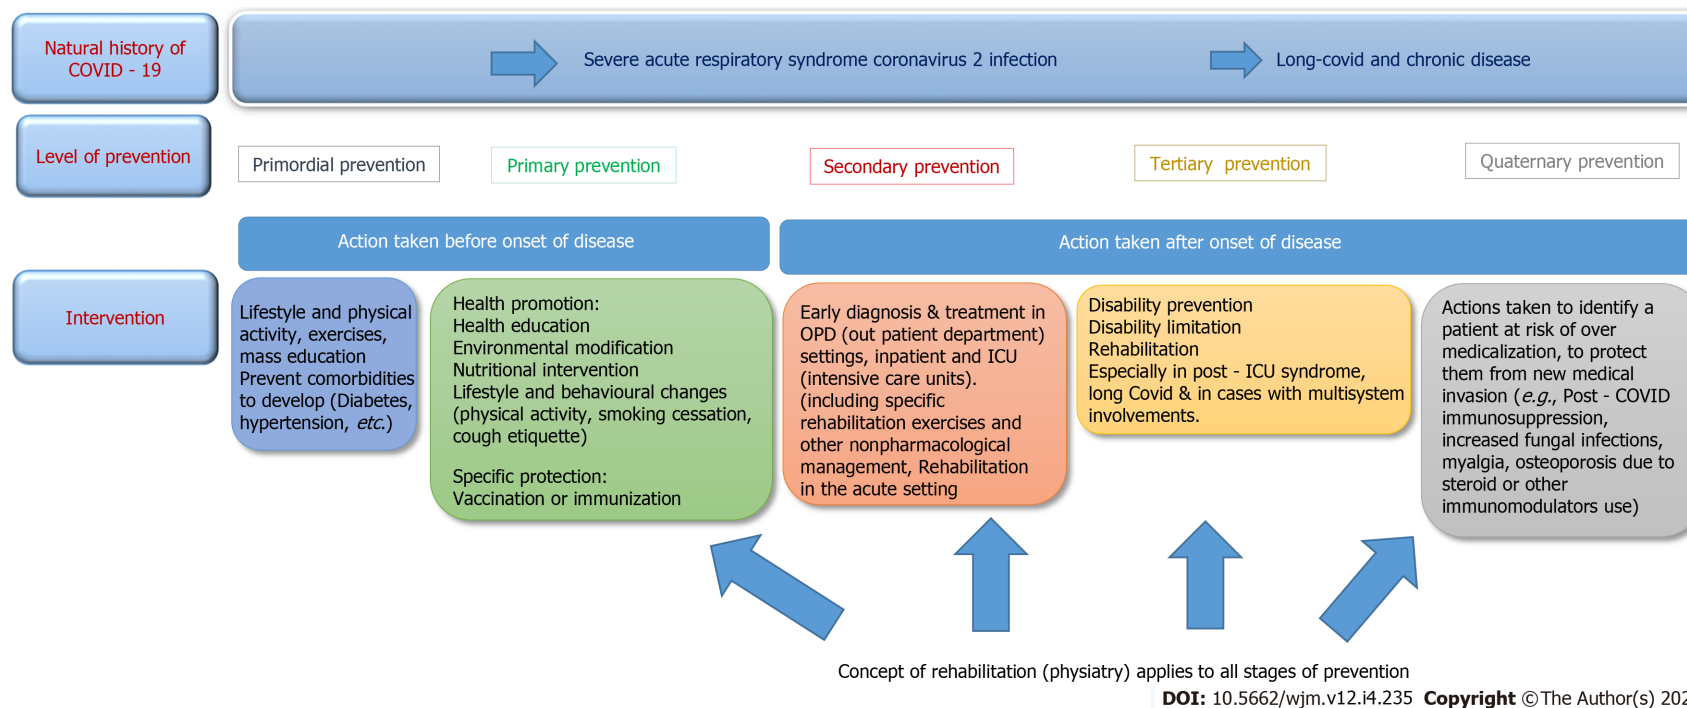 Natural history of
COVID - 19
Severe acute respiratory syndrome coronavirus 2 infection
Long-covid and chronic disease
Level of prevention
Primordial prevention
Primary prevention
Secondary prevention
Tertiary prevention
Quaternary prevention
Action taken before onset of disease
Action taken after onset of disease
Intervention
Lifestyle and physical
activity, exercises,
mass education
Prevent comorbidities
to develop (Diabetes,
hypertension, etc.)
Health promotion:
Health education
Environmental modification
Nutritional intervention
Lifestyle and behavioural changes
(physical activity, smoking cessation,
cough etiquette)
Specific protection:
Vaccination or immunization
Early diagnosis & treatment in
OPD (out patient department)
settings, inpatient and ICU
(intensive care units).
(including specific
rehabilitation exercises and
other nonpharmacological
management, Rehabilitation
in the acute setting
Disability prevention
Disability limitation
Rehabilitation
Especially in post - ICU syndrome,
long Covid & in cases with multisystem
involvements.
Actions taken to identify a
patient at risk of over
medicalization, to protect
them from new medical
invasion (e.g., Post - COVID
immunosuppression,
increased fungal infections,
myalgia, osteoporosis due to
steroid or other
immunomodulators use)
Concept of rehabilitation (physiatry) applies to all stages of prevention
DOI: 10.5662/wjm.v12.i4.235 Copyright ©The Author(s) 202